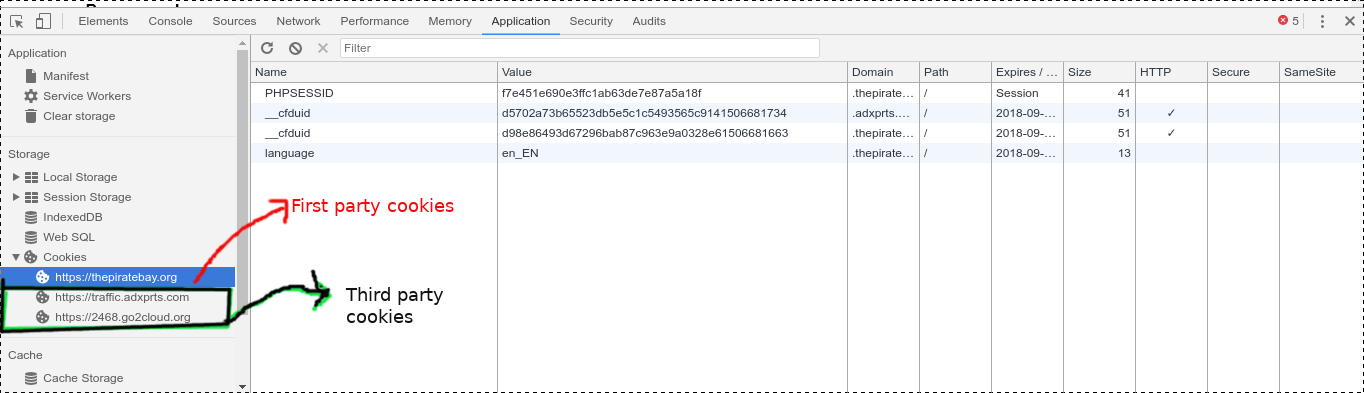 Elements Console Sources Network Performance Memory Application Security Audits 5
Application
Manifest
Service Workers
Clear storage
Storage
Local Storage
Session Storage
IndexedDB
Web SQL
Cookies
https://thepiratebay.org
https://traffic.adxprts.com
https://2468.go2cloud.org
Cache
Cache Storage
Filter
Name Value Domain Path Expires / ... Size HTTP Secure SameSite
PHPSESSID f7e451e690e3ffc1ab63de7e87a5a18f .thepirate... / Session 41
__cfduid d5702a73b65523db5e5c1c5493565c9141506681734 .adxprts.... / 2018-09-... 51 ✓
__cfduid d98e86493d67296bab87c963e9a0328e61506681663 .thepirate... / 2018-09-... 51 ✓
language en_EN .thepirate... / 2018-09-... 13
First party cookies
Third party
cookies